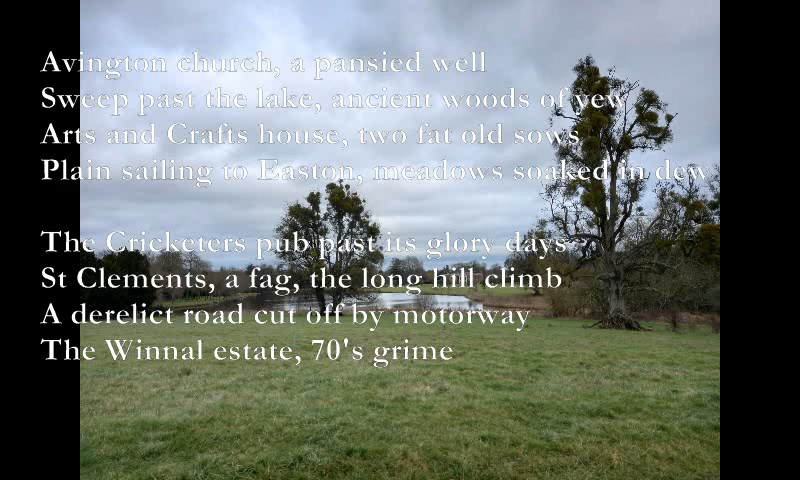 Avington church, a pansied well
Sweep past the lake, ancient woods of yew
Arts and Crafts house, two fat old sows
Plain sailing to Easton, meadows soaked in dew
The Cricketers pub past its glory days
St Clements, a fag, the long hill climb
A derelict road cut off by motorway
The Winnal estate, 70's grime